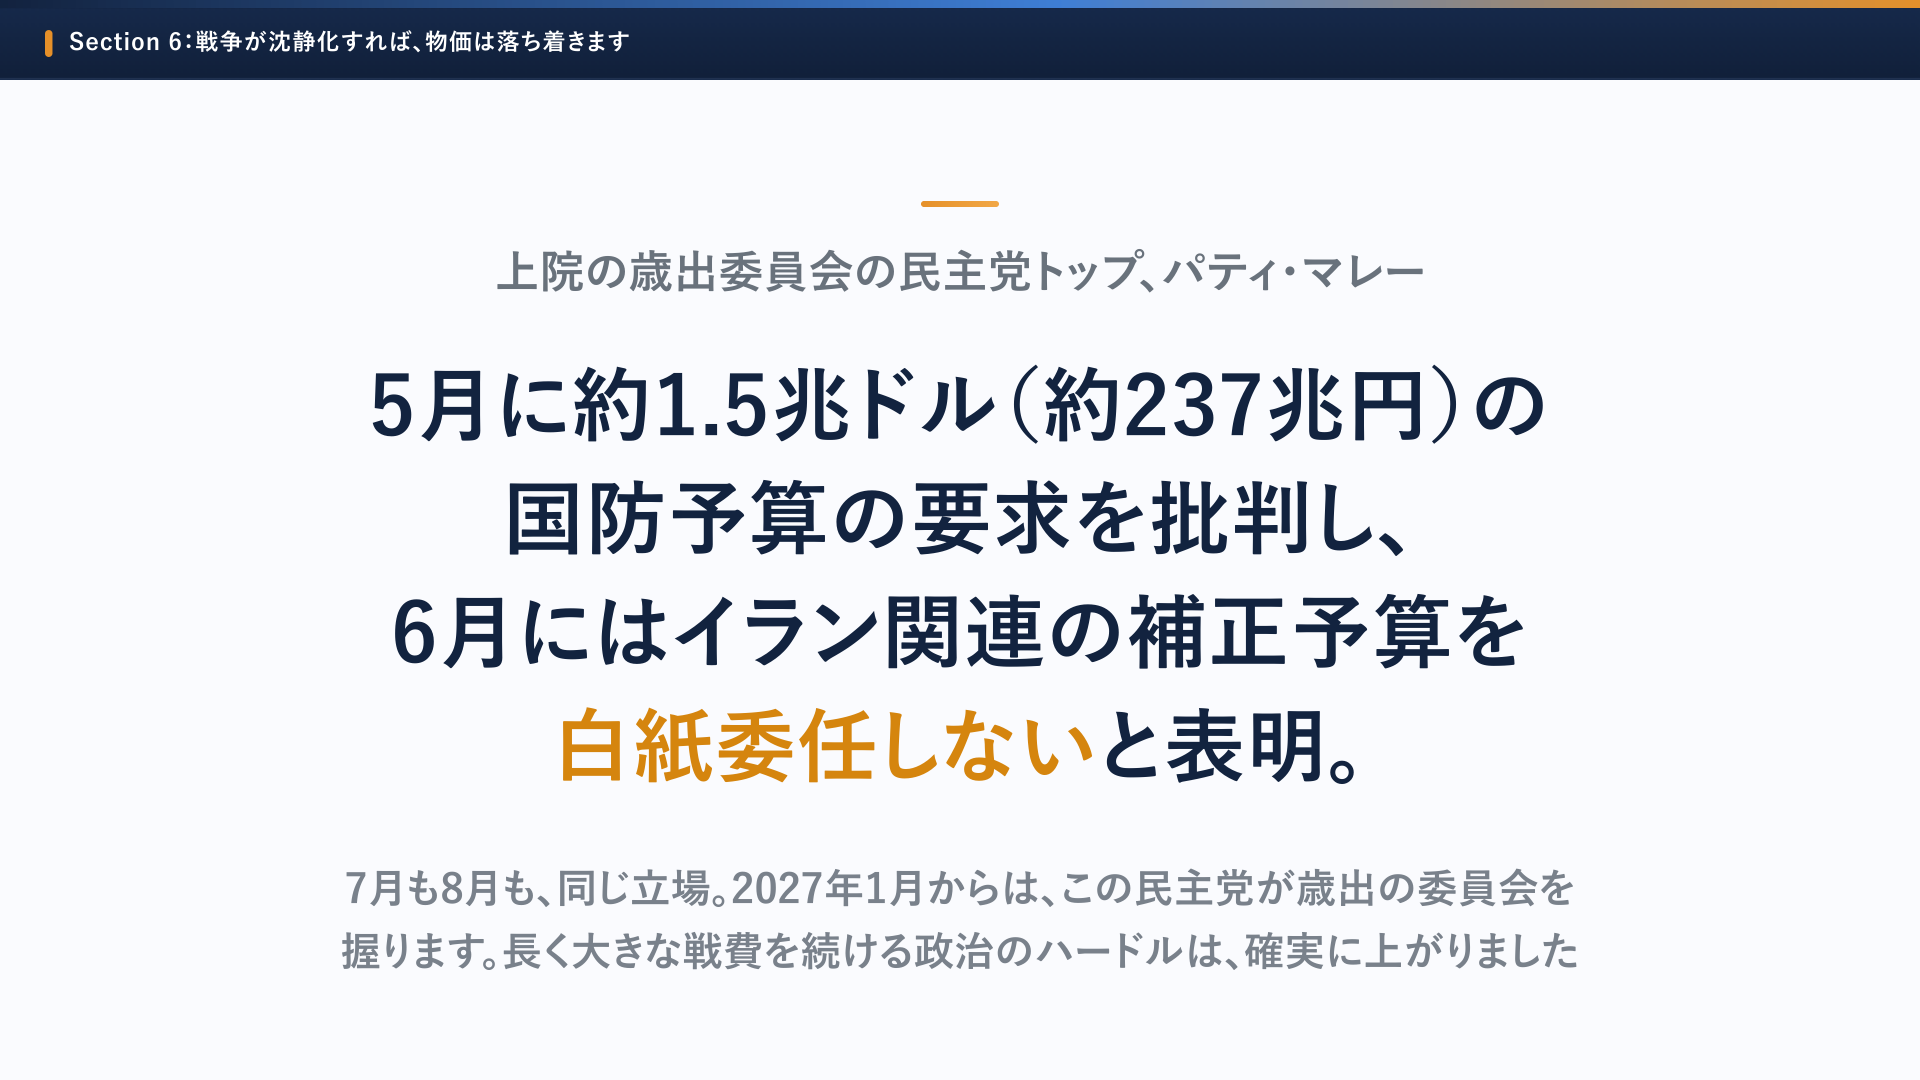 Section 6：戦争が沈静化すれば、物価は落ち着きます
上院の歳出委員会の民主党トップ、パティ・マレー
5月に約1.5兆ドル（約237兆円）の
国防予算の要求を批判し、
6月にはイラン関連の補正予算を
白紙委任しないと表明。
7月も8月も、同じ立場。2027年1月からは、この民主党が歳出の委員会を
握ります。長く大きな戦費を続ける政治のハードルは、確実に上がりました